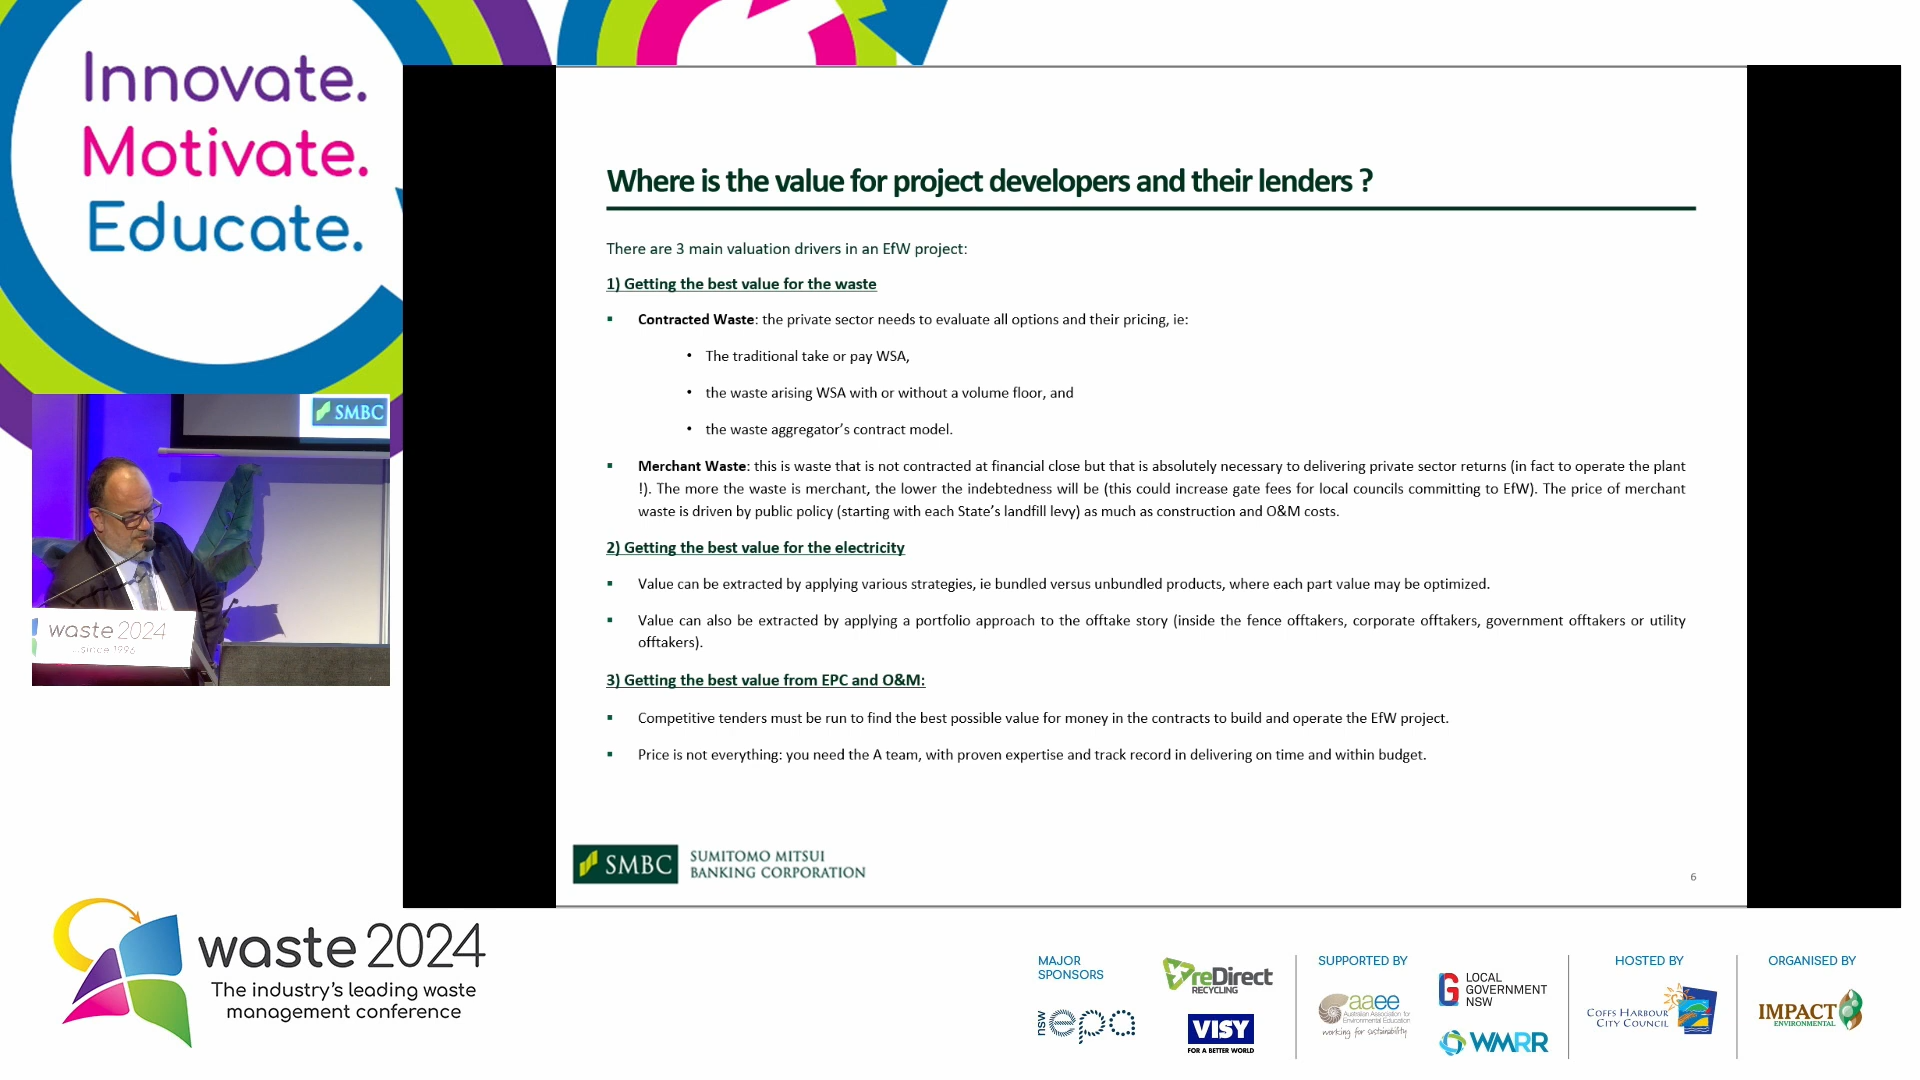 Innovate.
Motivate.
Educate.
Where is the value for project developers and their lenders ?
There are 3 main valuation drivers in an EfW project:
1) Getting the best value for the waste
▪ Contracted Waste: the private sector needs to evaluate all options and their pricing, ie:
• The traditional take or pay WSA,
• the waste arising WSA with or without a volume floor, and
• the waste aggregator's contract model.
▪ Merchant Waste: this is waste that is not contracted at financial close but that is absolutely necessary to delivering private sector returns (in fact to operate the plant
!). The more the waste is merchant, the lower the indebtedness will be (this could increase gate fees for local councils committing to EfW). The price of merchant
waste is driven by public policy (starting with each State's landfill levy) as much as construction and O&M costs.
2) Getting the best value for the electricity
▪ Value can be extracted by applying various strategies, ie bundled versus unbundled products, where each part value may be optimized.
▪ Value can also be extracted by applying a portfolio approach to the offtake story (inside the fence offtakers, corporate offtakers, government offtakers or utility
offtakers).
3) Getting the best value from EPC and O&M:
▪ Competitive tenders must be run to find the best possible value for money in the contracts to build and operate the EfW project.
▪ Price is not everything: you need the A team, with proven expertise and track record in delivering on time and within budget.
SMBC
SUMITOMO MITSUI
BANKING CORPORATION
6
SMBC
waste 2024
...since 1996
waste 2024
The industry's leading waste
management conference
MAJOR
SPONSORS
nsw epa
reDirect
RECYCLING
VISY
FOR A BETTER WORLD
SUPPORTED BY
aaee
Australian Association for
Environmental Education
working for sustainability
LG
LOCAL
GOVERNMENT
NSW
WMRR
HOSTED BY
COFFS HARBOUR
CITY COUNCIL
ORGANISED BY
IMPACT
ENVIRONMENTAL